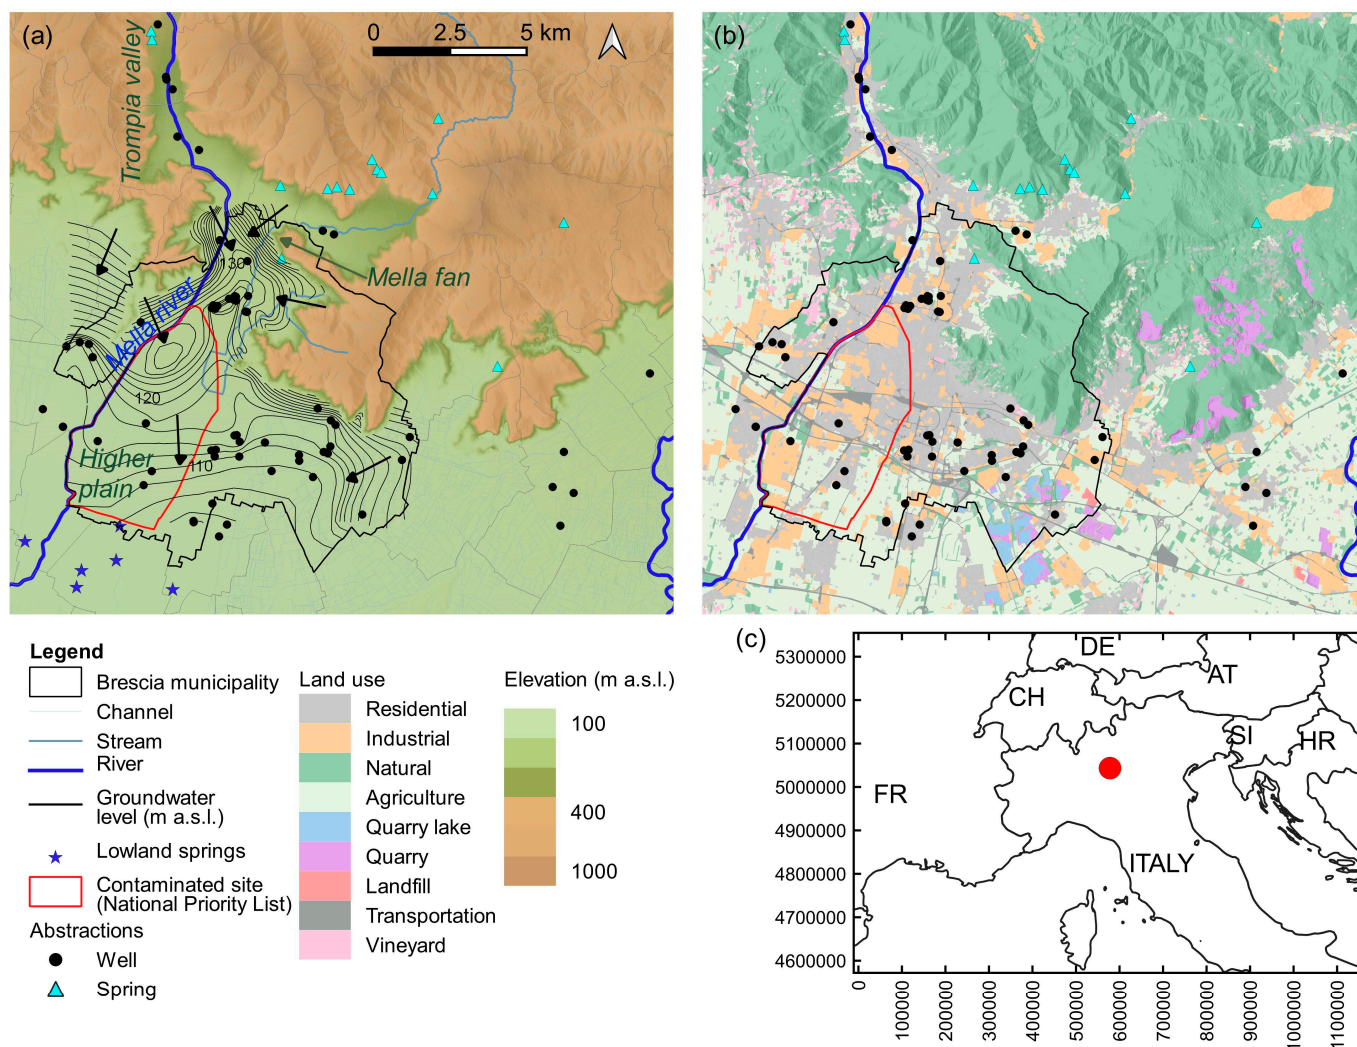 (a)
0 2.5 5 km
Trompia valley
Mella fan
130
Mella river
120
110
Higher
plain
(b)
Legend
Brescia municipality
Channel
Stream
River
Groundwater
level (m a.s.l.)
Lowland springs
Contaminated site
(National Priority List)
Abstractions
Well
Spring
Land use
Residential
Industrial
Natural
Agriculture
Quarry lake
Quarry
Landfill
Transportation
Vineyard
Elevation (m a.s.l.)
100
400
1000
(c)
5300000
5200000
5100000
5000000
4900000
4800000
4700000
4600000
DE
AT
CH
SI
HR
FR
ITALY
0
100000
200000
300000
400000
500000
600000
700000
800000
900000
1000000
1100000